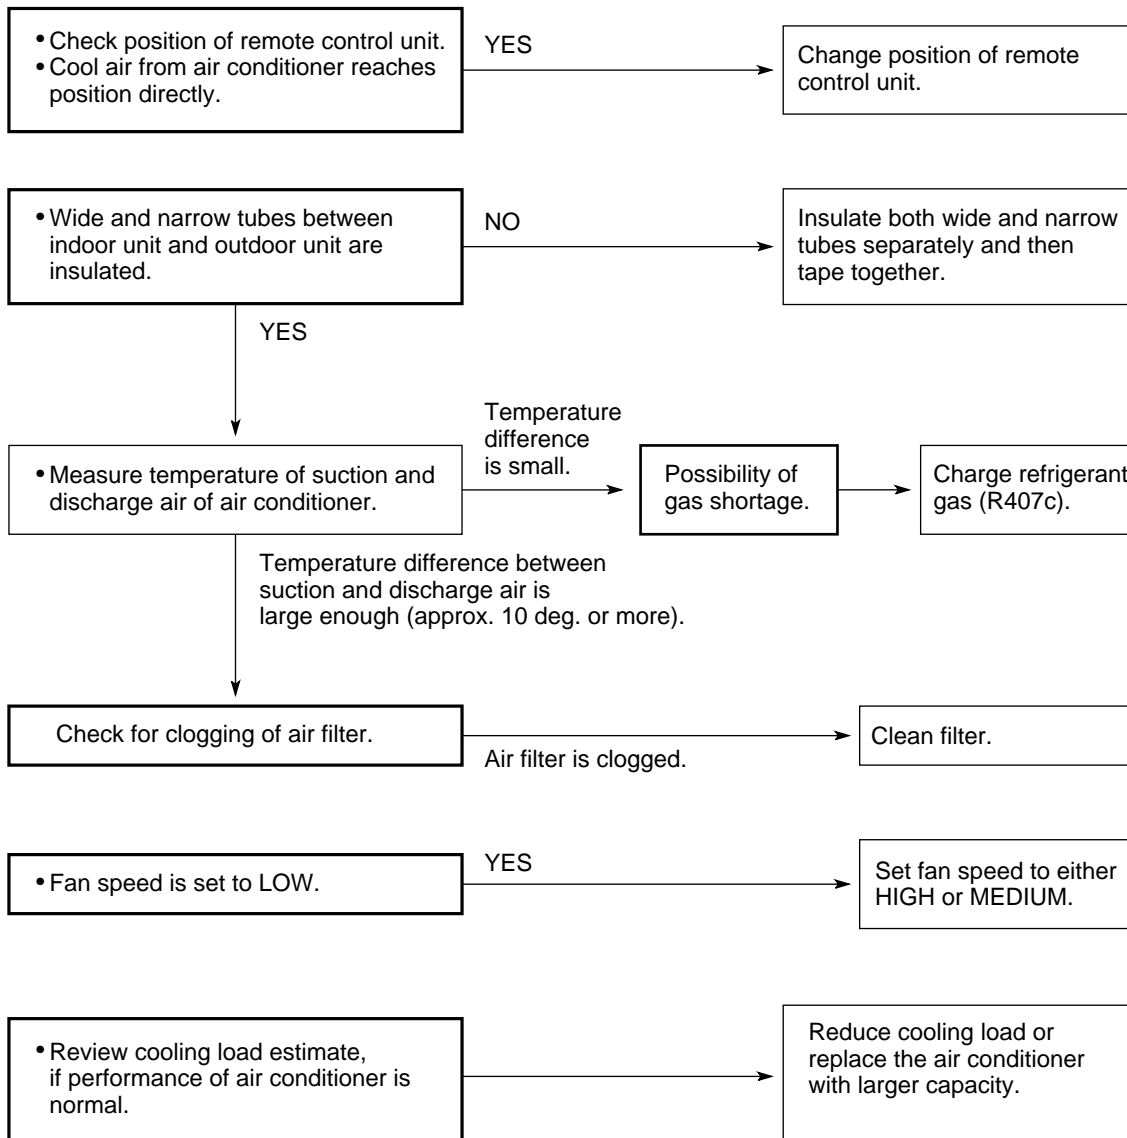 • Check position of remote control unit.
• Cool air from air conditioner reaches
position directly.
YES
Change position of remote
control unit.
• Wide and narrow tubes between
indoor unit and outdoor unit are
insulated.
NO
Insulate both wide and narrow
tubes separately and then
tape together.
YES
• Measure temperature of suction and
discharge air of air conditioner.
Temperature
difference
is small.
Possibility of
gas shortage.
Charge refrigerant
gas (R407c).
Temperature difference between
suction and discharge air is
large enough (approx. 10 deg. or more).
Check for clogging of air filter.
Air filter is clogged.
Clean filter.
• Fan speed is set to LOW.
YES
Set fan speed to either
HIGH or MEDIUM.
• Review cooling load estimate,
if performance of air conditioner is
normal.
Reduce cooling load or
replace the air conditioner
with larger capacity.